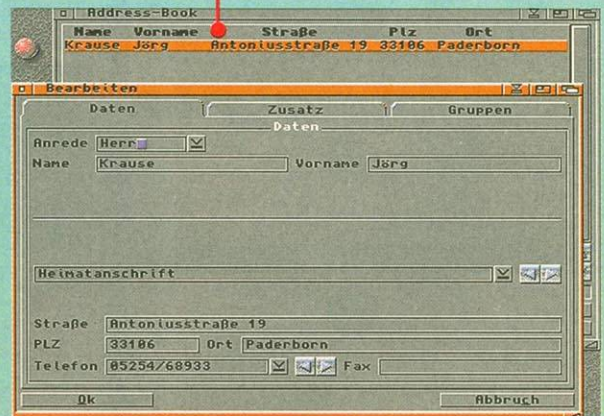 Address-Book
Name Vorname Straße Plz Ort
Krause Jörg Antoniusstraße 19 33106 Paderborn
Bearbeiten
Daten Zusatz Gruppen
Daten
Anrede Herr
Name Krause Vorname Jörg
Heimatanschrift
Straße Antoniusstraße 19
PLZ 33106 Ort Paderborn
Telefon 05254/68933 Fax
Ok Abbruch